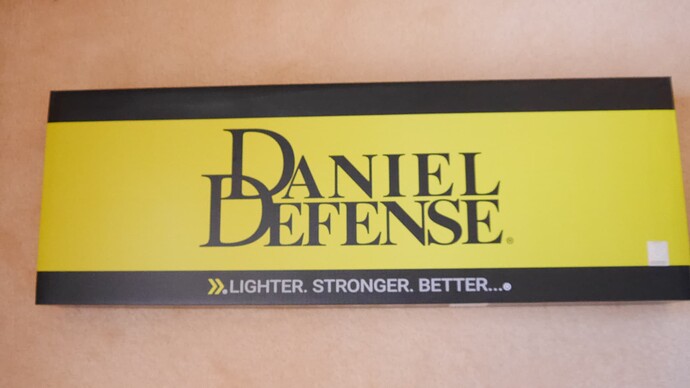 DANIEL
DEFENSE®
LIGHTER. STRONGER. BETTER...®